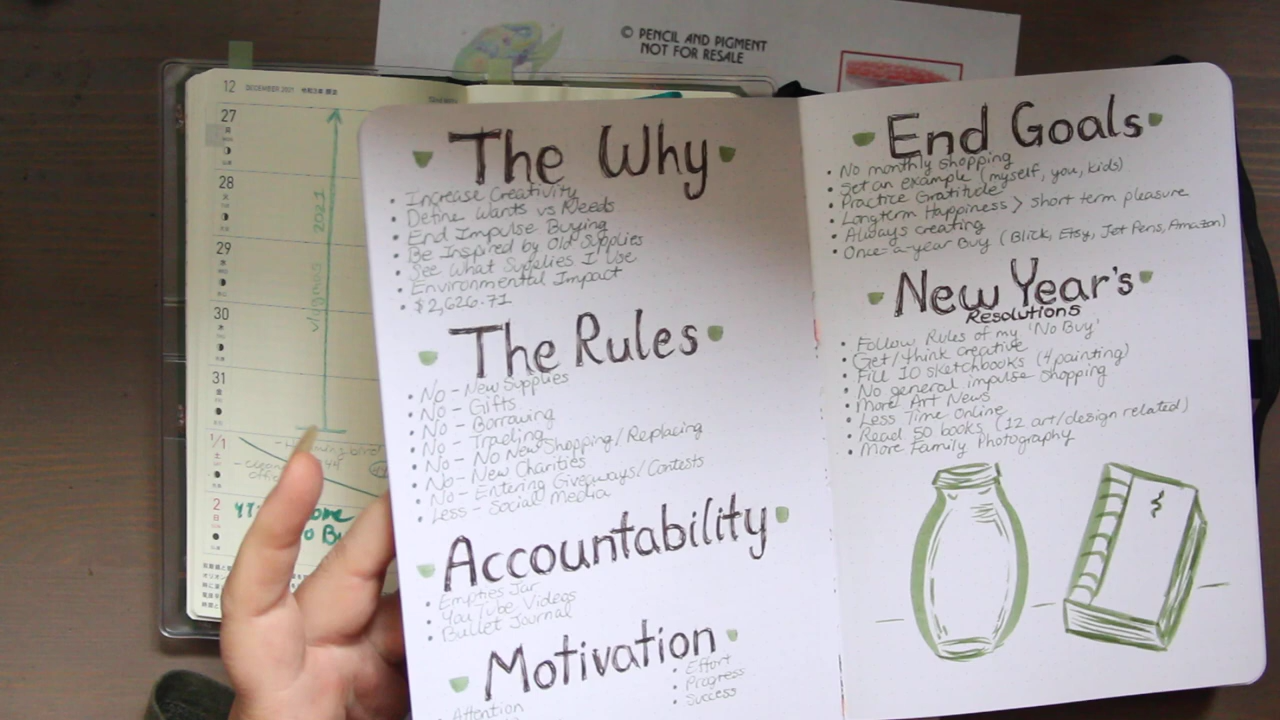 © PENCIL AND PIGMENT
NOT FOR RESALE
12 DECEMBER 2021
27
28
29
30
31
1/1
2
vlogmas 2021
The Why
• Increase Creativity
• Define Wants vs Needs
• End Impulse Buying
• Be Inspired by Old Supplies
• See What Supplies I Use
• Environmental Impact
• $2,626.71
The Rules
• No - New Supplies
• No - Gifts
• No - Borrowing
• No - Trading
• No - No New Shopping/Replacing
• No - New Charities
• No - Entering Giveaways/Contests
• Less - Social Media
Accountability
• Empties Jar
• YouTube Videos
• Bullet Journal
Motivation
• Effort
• Progress
• Success
• Attention
End Goals
• No monthly shopping
• Set an example (myself, you, kids)
• Practice Gratitude
• Longterm Happiness > short term pleasure
• Always creating
• Once-a-year Buy (Blick, Etsy, Jet Pens, Amazon)
New Year's
Resolutions
• Follow Rules of my 'No Buy'
• Get/think creative
• Fill 10 sketchbooks (4 painting)
• No general impulse shopping
• More Art News
• Less Time Online
• Read 50 books (12 art/design related)
• More Family Photography